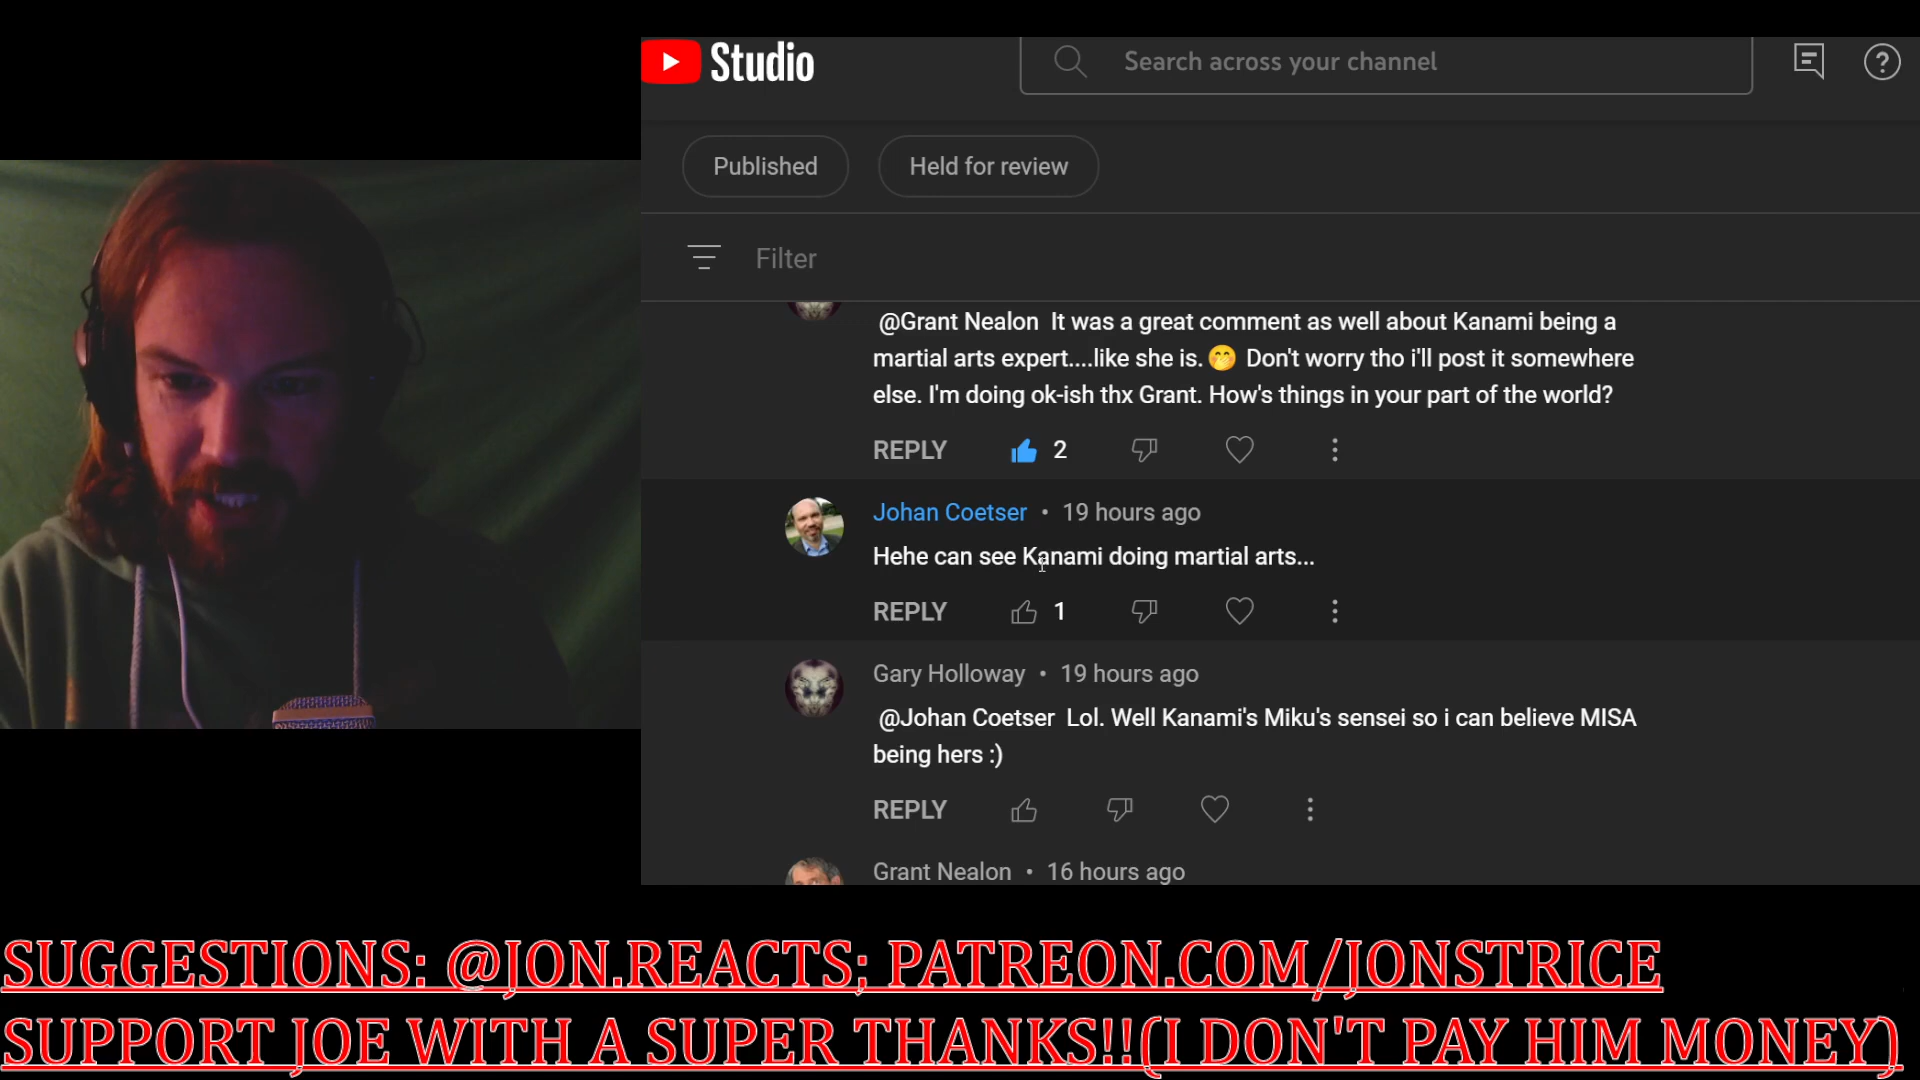 Studio
Search across your channel
Published
Held for review
Filter
@Grant Nealon It was a great comment as well about Kanami being a
martial arts expert....like she is. 🤭 Don't worry tho i'll post it somewhere
else. I'm doing ok-ish thx Grant. How's things in your part of the world?
REPLY 2
Johan Coetser • 19 hours ago
Hehe can see Kanami doing martial arts...
REPLY 1
Gary Holloway • 19 hours ago
@Johan Coetser Lol. Well Kanami's Miku's sensei so i can believe MISA
being hers :)
REPLY
Grant Nealon • 16 hours ago
SUGGESTIONS: @JON.REACTS; PATREON.COM/JONSTRICE
SUPPORT JOE WITH A SUPER THANKS!!(I DON'T PAY HIM MONEY)